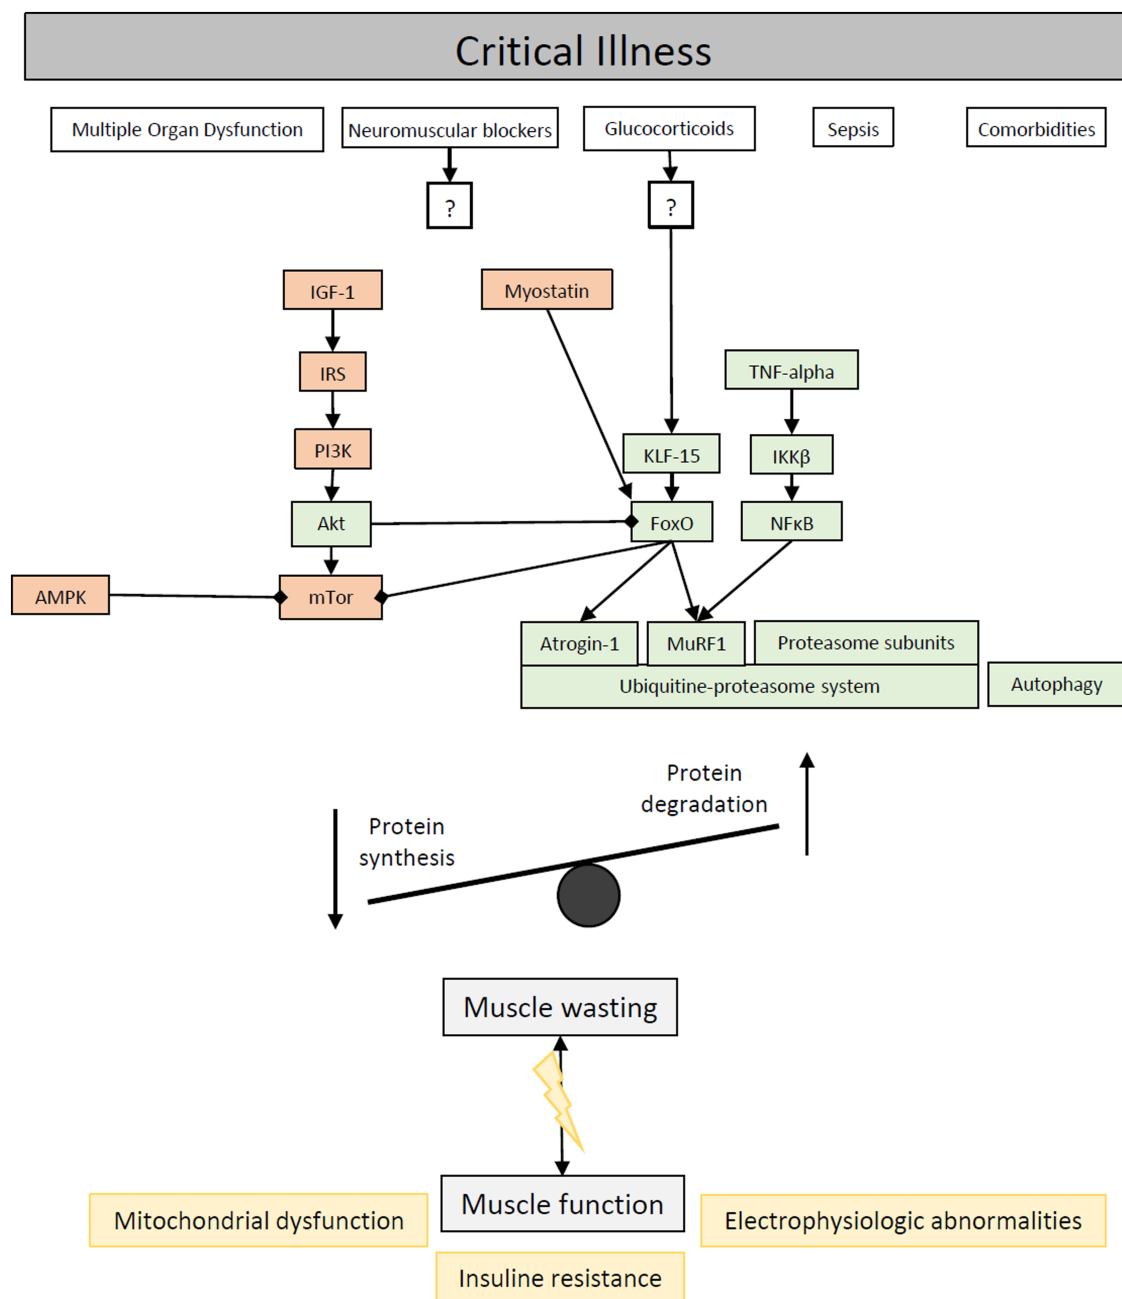 Critical Illness
Multiple Organ Dysfunction
Neuromuscular blockers
Glucocorticoids
Sepsis
Comorbidities
?
?
IGF-1
Myostatin
IRS
TNF-alpha
PI3K
KLF-15
IKKβ
Akt
FoxO
NFκB
AMPK
mTor
Atrogin-1
MuRF1
Proteasome subunits
Ubiquitine-proteasome system
Autophagy
Protein
degradation
Protein
synthesis
Muscle wasting
Muscle function
Mitochondrial dysfunction
Electrophysiologic abnormalities
Insuline resistance